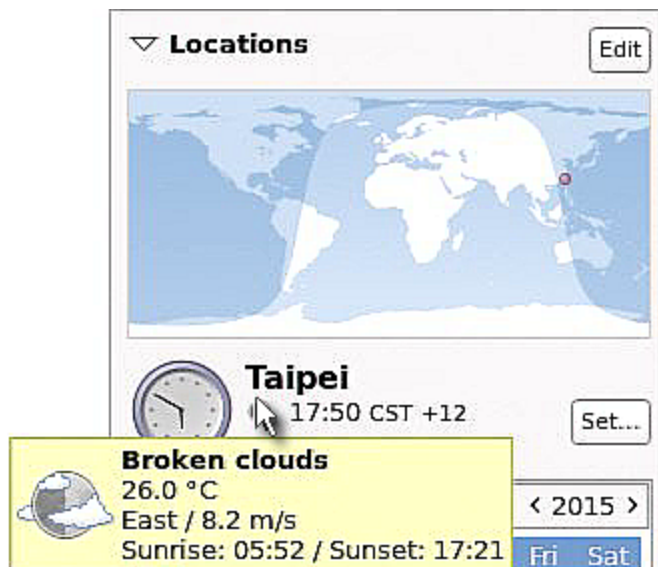 Locations
Edit
Taipei
17:50 CST +12
Set...
Broken clouds
26.0 °C
East / 8.2 m/s
Sunrise: 05:52 / Sunset: 17:21
< 2015 >
Fri Sat